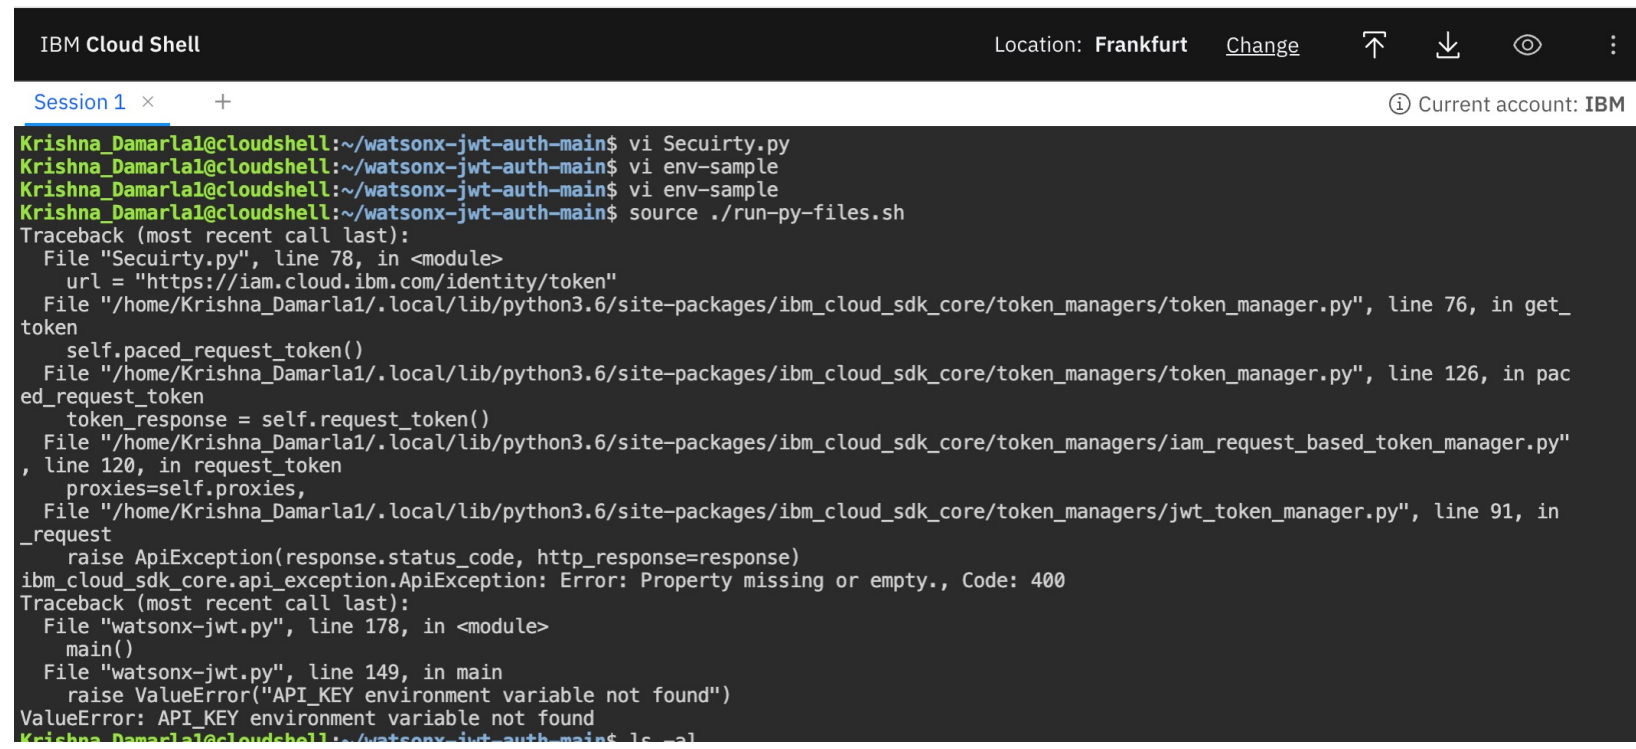 IBM Cloud Shell
Location: Frankfurt Change
Session 1 × +
Current account: IBM
Krishna_Damarla1@cloudshell:~/watsonx-jwt-auth-main$ vi Secuirty.py
Krishna_Damarla1@cloudshell:~/watsonx-jwt-auth-main$ vi env-sample
Krishna_Damarla1@cloudshell:~/watsonx-jwt-auth-main$ vi env-sample
Krishna_Damarla1@cloudshell:~/watsonx-jwt-auth-main$ source ./run-py-files.sh
Traceback (most recent call last):
  File "Secuirty.py", line 78, in <module>
    url = "https://iam.cloud.ibm.com/identity/token"
  File "/home/Krishna_Damarla1/.local/lib/python3.6/site-packages/ibm_cloud_sdk_core/token_managers/token_manager.py", line 76, in get_
token
    self.paced_request_token()
  File "/home/Krishna_Damarla1/.local/lib/python3.6/site-packages/ibm_cloud_sdk_core/token_managers/token_manager.py", line 126, in pac
ed_request_token
    token_response = self.request_token()
  File "/home/Krishna_Damarla1/.local/lib/python3.6/site-packages/ibm_cloud_sdk_core/token_managers/iam_request_based_token_manager.py"
, line 120, in request_token
    proxies=self.proxies,
  File "/home/Krishna_Damarla1/.local/lib/python3.6/site-packages/ibm_cloud_sdk_core/token_managers/jwt_token_manager.py", line 91, in
_request
    raise ApiException(response.status_code, http_response=response)
ibm_cloud_sdk_core.api_exception.ApiException: Error: Property missing or empty., Code: 400
Traceback (most recent call last):
  File "watsonx-jwt.py", line 178, in <module>
    main()
  File "watsonx-jwt.py", line 149, in main
    raise ValueError("API_KEY environment variable not found")
ValueError: API_KEY environment variable not found
Krishna_Damarla1@cloudshell:~/watsonx-jwt-auth-main$ ls -al